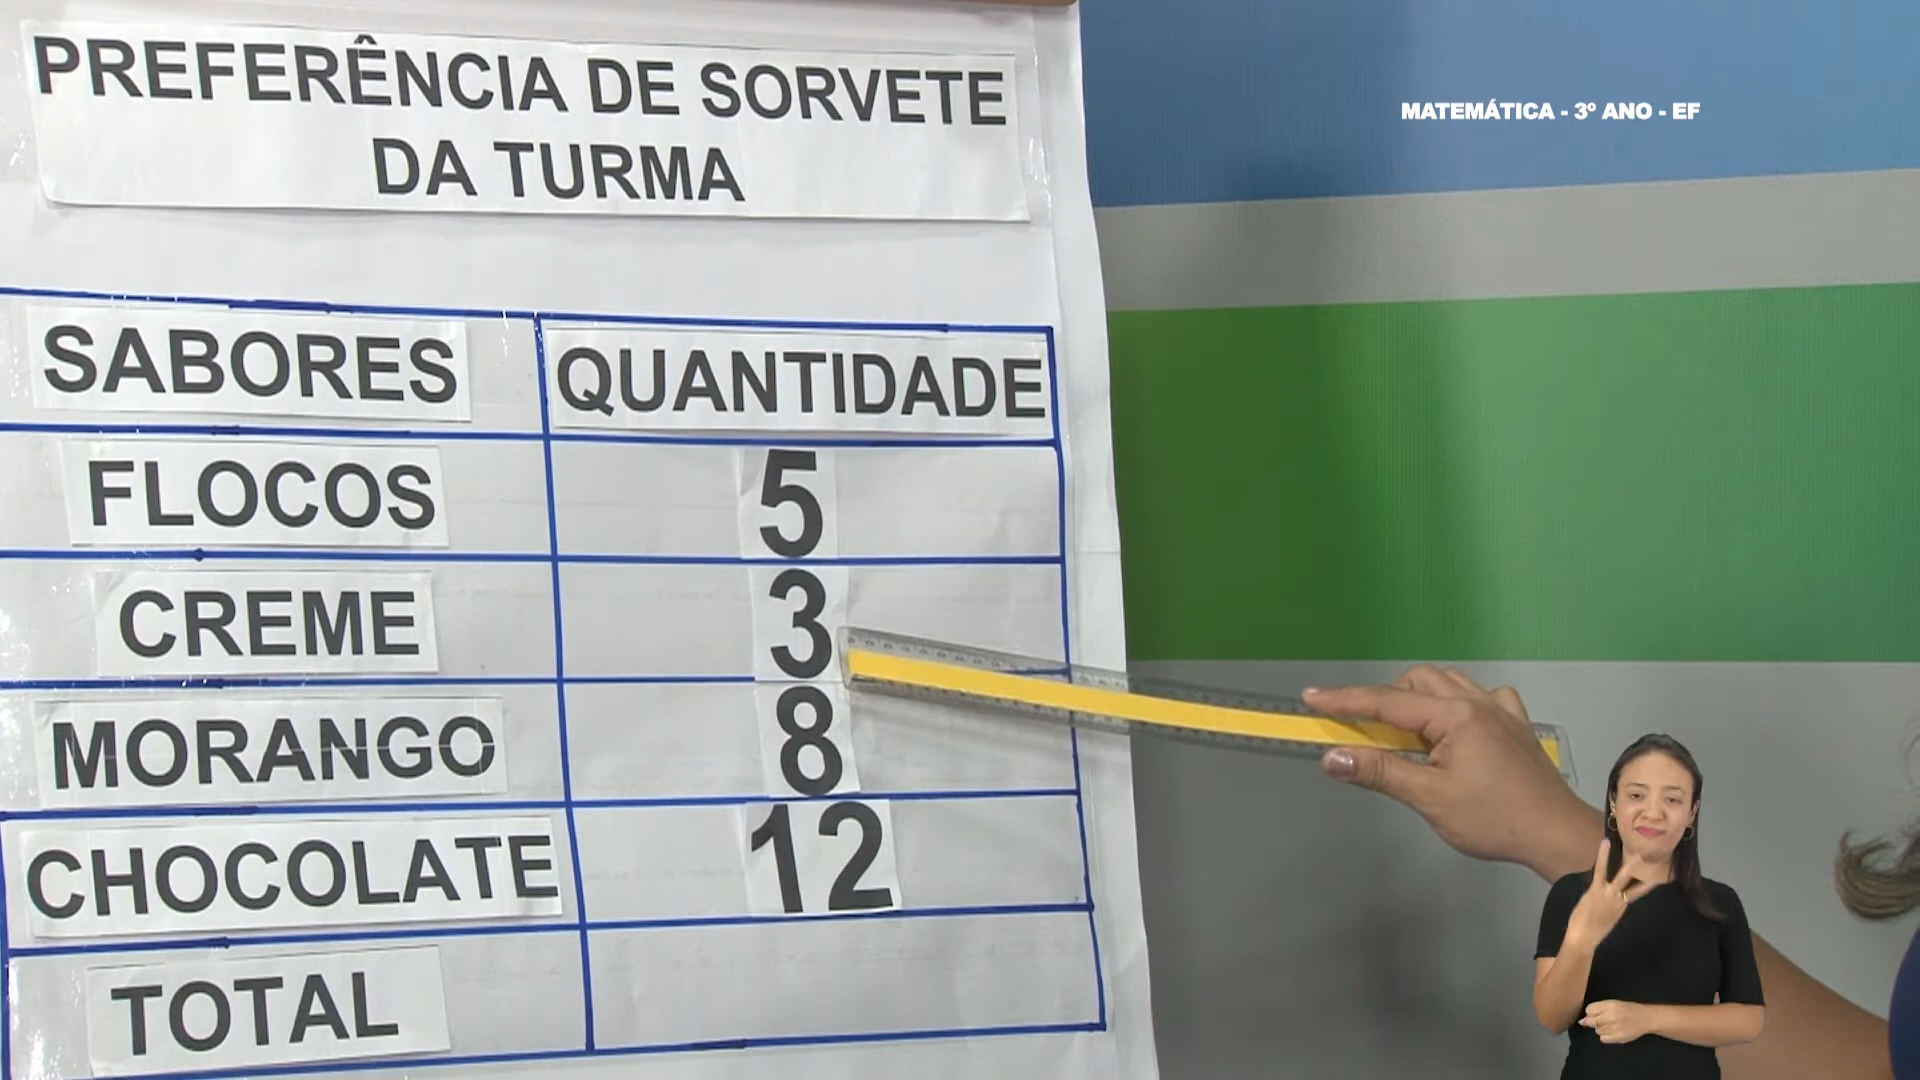 PREFERÊNCIA DE SORVETE
DA TURMA
MATEMÁTICA - 3º ANO - EF
SABORES QUANTIDADE
FLOCOS 5
CREME 3
MORANGO 8
CHOCOLATE 12
TOTAL